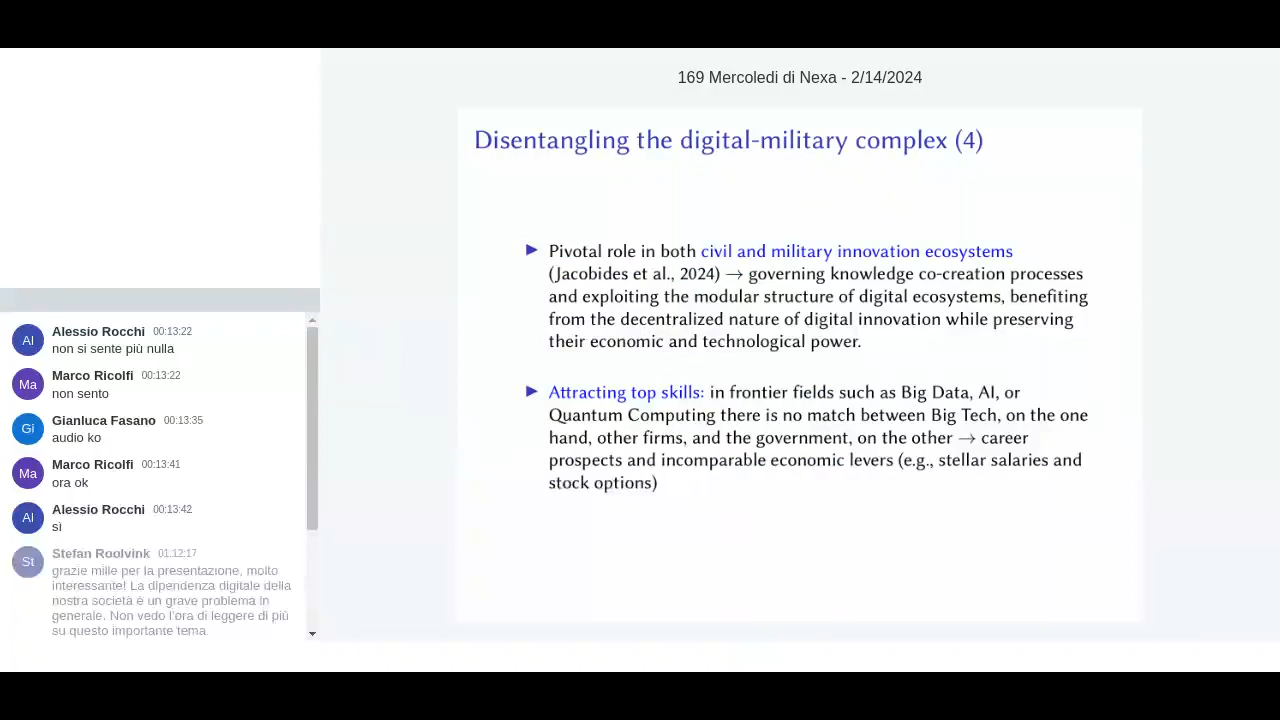 169 Mercoledi di Nexa - 2/14/2024
Disentangling the digital-military complex (4)
▶ Pivotal role in both civil and military innovation ecosystems
(Jacobides et al., 2024) → governing knowledge co-creation processes
and exploiting the modular structure of digital ecosystems, benefiting
from the decentralized nature of digital innovation while preserving
their economic and technological power.
▶ Attracting top skills: in frontier fields such as Big Data, AI, or
Quantum Computing there is no match between Big Tech, on the one
hand, other firms, and the government, on the other → career
prospects and incomparable economic levers (e.g., stellar salaries and
stock options)
Al
Alessio Rocchi 00:13:22
non si sente più nulla
Ma
Marco Ricolfi 00:13:22
non sento
Gi
Gianluca Fasano 00:13:35
audio ko
Ma
Marco Ricolfi 00:13:41
ora ok
Al
Alessio Rocchi 00:13:42
sì
St
Stefan Roolvink 01:12:17
grazie mille per la presentazione, molto
interessante! La dipendenza digitale della
nostra società è un grave problema in
generale. Non vedo l'ora di leggere di più
su questo importante tema.